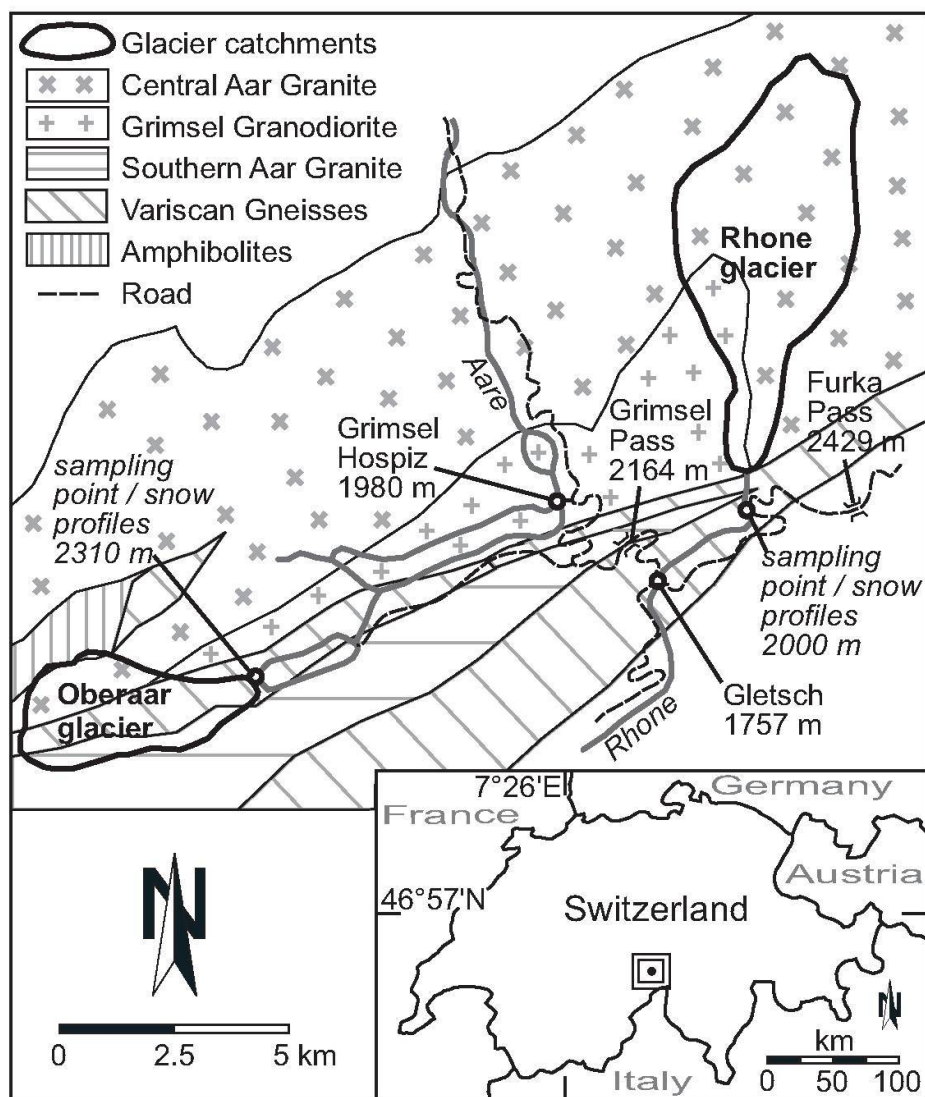 Glacier catchments
Central Aar Granite
Grimsel Granodiorite
Southern Aar Granite
Variscan Gneisses
Amphibolites
Road
Rhone
glacier
Aare
Furka
Pass
2429 m
Grimsel
Pass
2164 m
Grimsel
Hospiz
1980 m
sampling
point / snow
profiles
2310 m
sampling
point / snow
profiles
2000 m
Oberaar
glacier
Gletsch
1757 m
Rhone
N
0 2.5 5 km
7°26'E
France
Germany
Austria
46°57'N
Switzerland
Italy
N
km
0 50 100